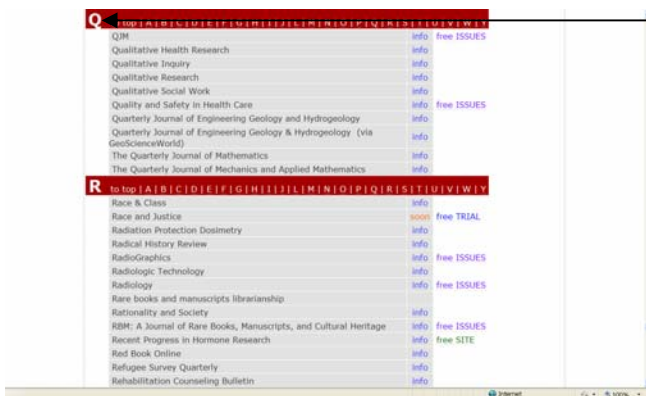 Q to top | A | B | C | D | E | F | G | H | I | J | L | M | N | O | P | Q | R | S | T | U | V | W | Y
QJM info free ISSUES
Qualitative Health Research info
Qualitative Inquiry info
Qualitative Research info
Qualitative Social Work info
Quality and Safety in Health Care info free ISSUES
Quarterly Journal of Engineering Geology and Hydrogeology info
Quarterly Journal of Engineering Geology & Hydrogeology (via
GeoScienceWorld) info
The Quarterly Journal of Mathematics info
The Quarterly Journal of Mechanics and Applied Mathematics info
R to top | A | B | C | D | E | F | G | H | I | J | L | M | N | O | P | Q | R | S | T | U | V | W | Y
Race & Class info
Race and Justice soon free TRIAL
Radiation Protection Dosimetry info
Radical History Review info
RadioGraphics info free ISSUES
Radiologic Technology info
Radiology info free ISSUES
Rare books and manuscripts librarianship
Rationality and Society info
RBM: A Journal of Rare Books, Manuscripts, and Cultural Heritage info free ISSUES
Recent Progress in Hormone Research info free SITE
Red Book Online info
Refugee Survey Quarterly info
Rehabilitation Counseling Bulletin info
Internet 100%